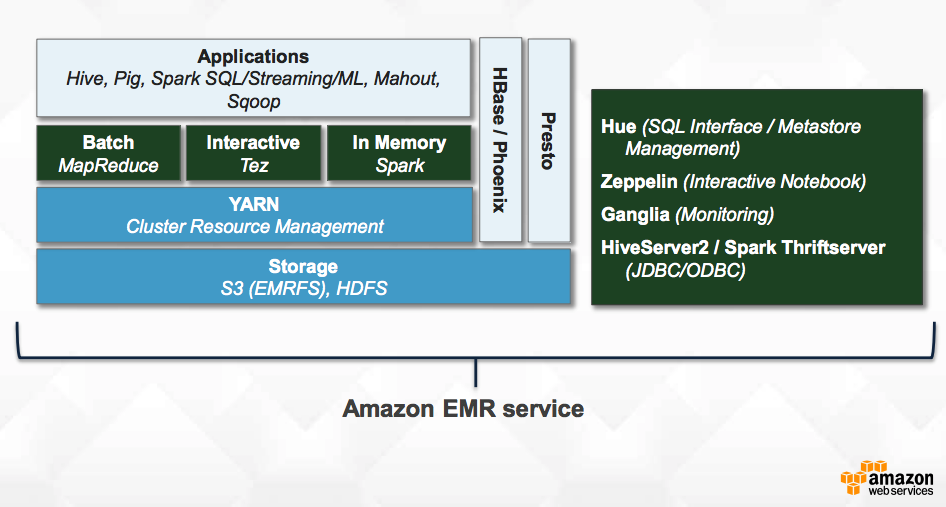 Applications
Hive, Pig, Spark SQL/Streaming/ML, Mahout,
Sqoop
Batch
MapReduce
Interactive
Tez
In Memory
Spark
YARN
Cluster Resource Management
HBase / Phoenix
Presto
Storage
S3 (EMRFS), HDFS
Hue (SQL Interface / Metastore
Management)
Zeppelin (Interactive Notebook)
Ganglia (Monitoring)
HiveServer2 / Spark Thriftserver
(JDBC/ODBC)
Amazon EMR service
amazon
web services